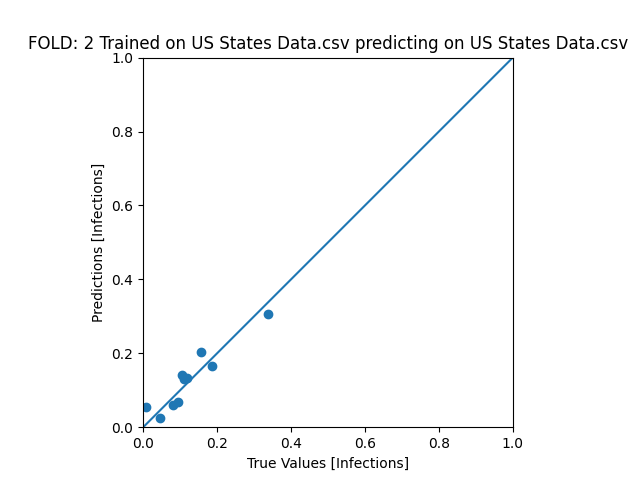 FOLD: 2 Trained on US States Data.csv predicting on US States Data.csv
1.0
0.8
0.6
0.4
0.2
0.0
Predictions [Infections]
0.0 0.2 0.4 0.6 0.8 1.0
True Values [Infections]